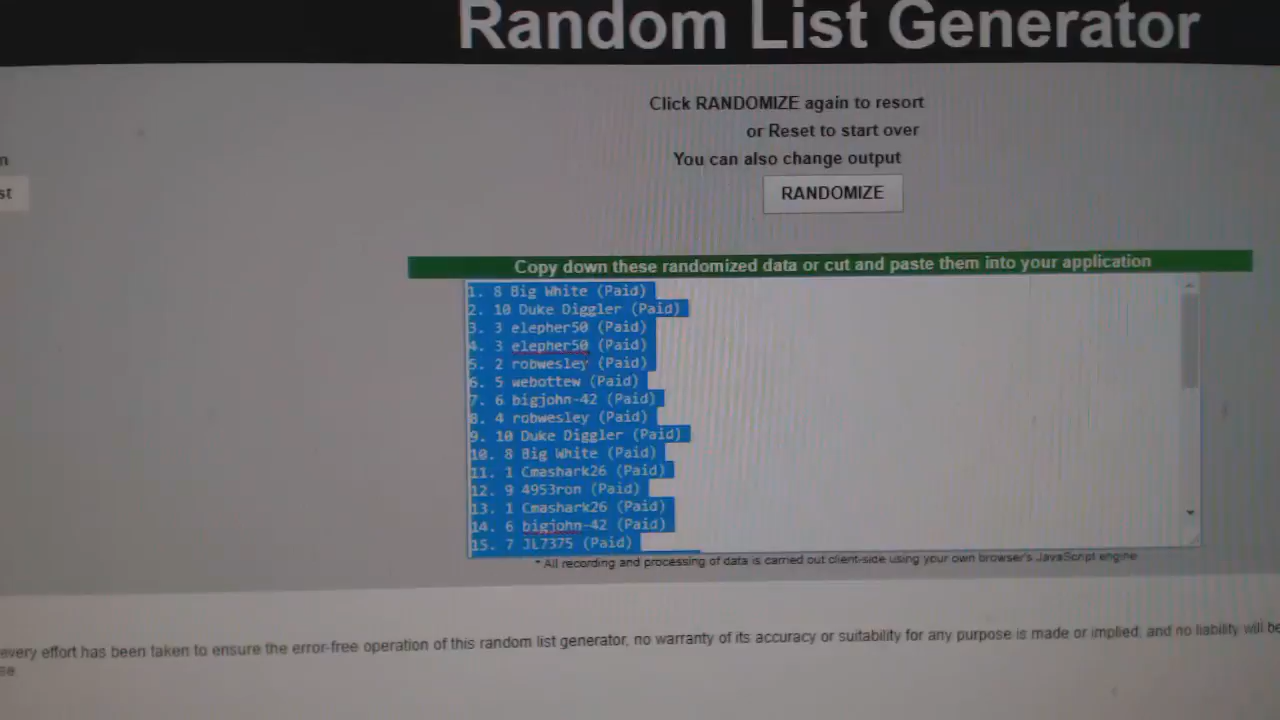 Random List Generator
Click RANDOMIZE again to resort
or Reset to start over
You can also change output
RANDOMIZE
Copy down these randomized data or cut and paste them into your application
1. 8 Big White (Paid)
2. 10 Duke Diggler (Paid)
3. 3 elepher50 (Paid)
4. 3 elepher50 (Paid)
5. 2 robwesley (Paid)
6. 5 webottew (Paid)
7. 6 bigjohn-42 (Paid)
8. 4 robwesley (Paid)
9. 10 Duke Diggler (Paid)
10. 8 Big White (Paid)
11. 1 Cmashark26 (Paid)
12. 9 4953ron (Paid)
13. 1 Cmashark26 (Paid)
14. 6 bigjohn-42 (Paid)
15. 7 JL7375 (Paid)
* All recording and processing of data is carried out client-side using your own browser's JavaScript engine
every effort has been taken to ensure the error-free operation of this random list generator, no warranty of its accuracy or suitability for any purpose is made or implied, and no liability will be